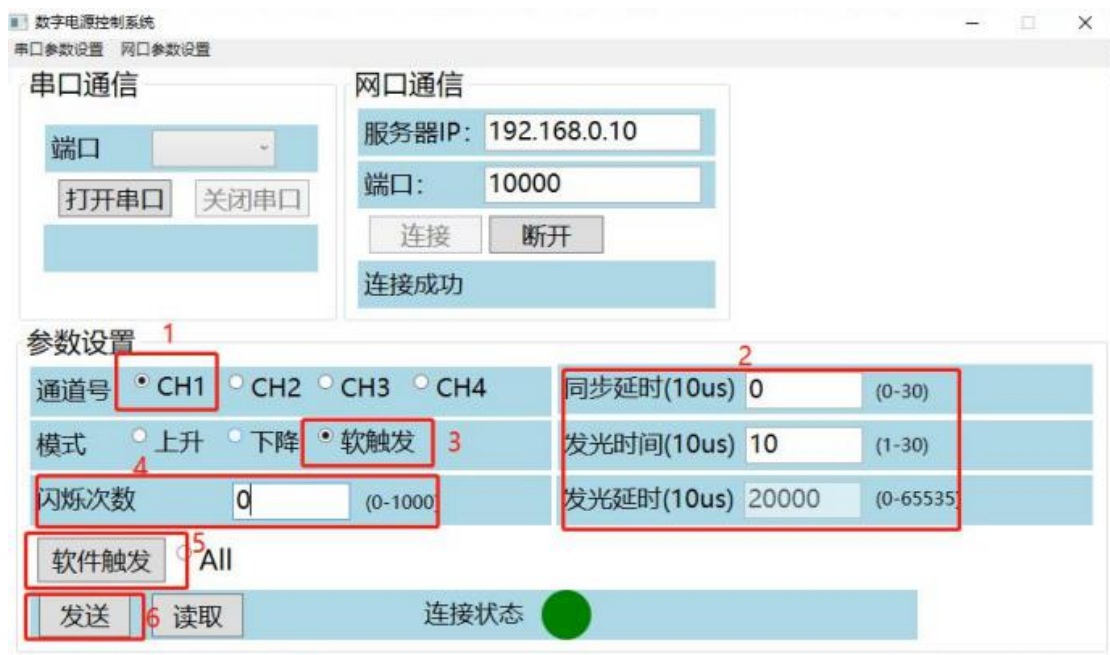 数字电源控制系统
串口参数设置 网口参数设置
串口通信
端口
打开串口 关闭串口
网口通信
服务器IP: 192.168.0.10
端口: 10000
连接 断开
连接成功
参数设置 1
通道号 CH1 CH2 CH3 CH4
模式 上升 下降 软触发 3
4
闪烁次数 0 (0-1000)
2
同步延时(10us) 0 (0-30)
发光时间(10us) 10 (1-30)
发光延时(10us) 20000 (0-65535)
软件触发 5 All
发送 6 读取 连接状态